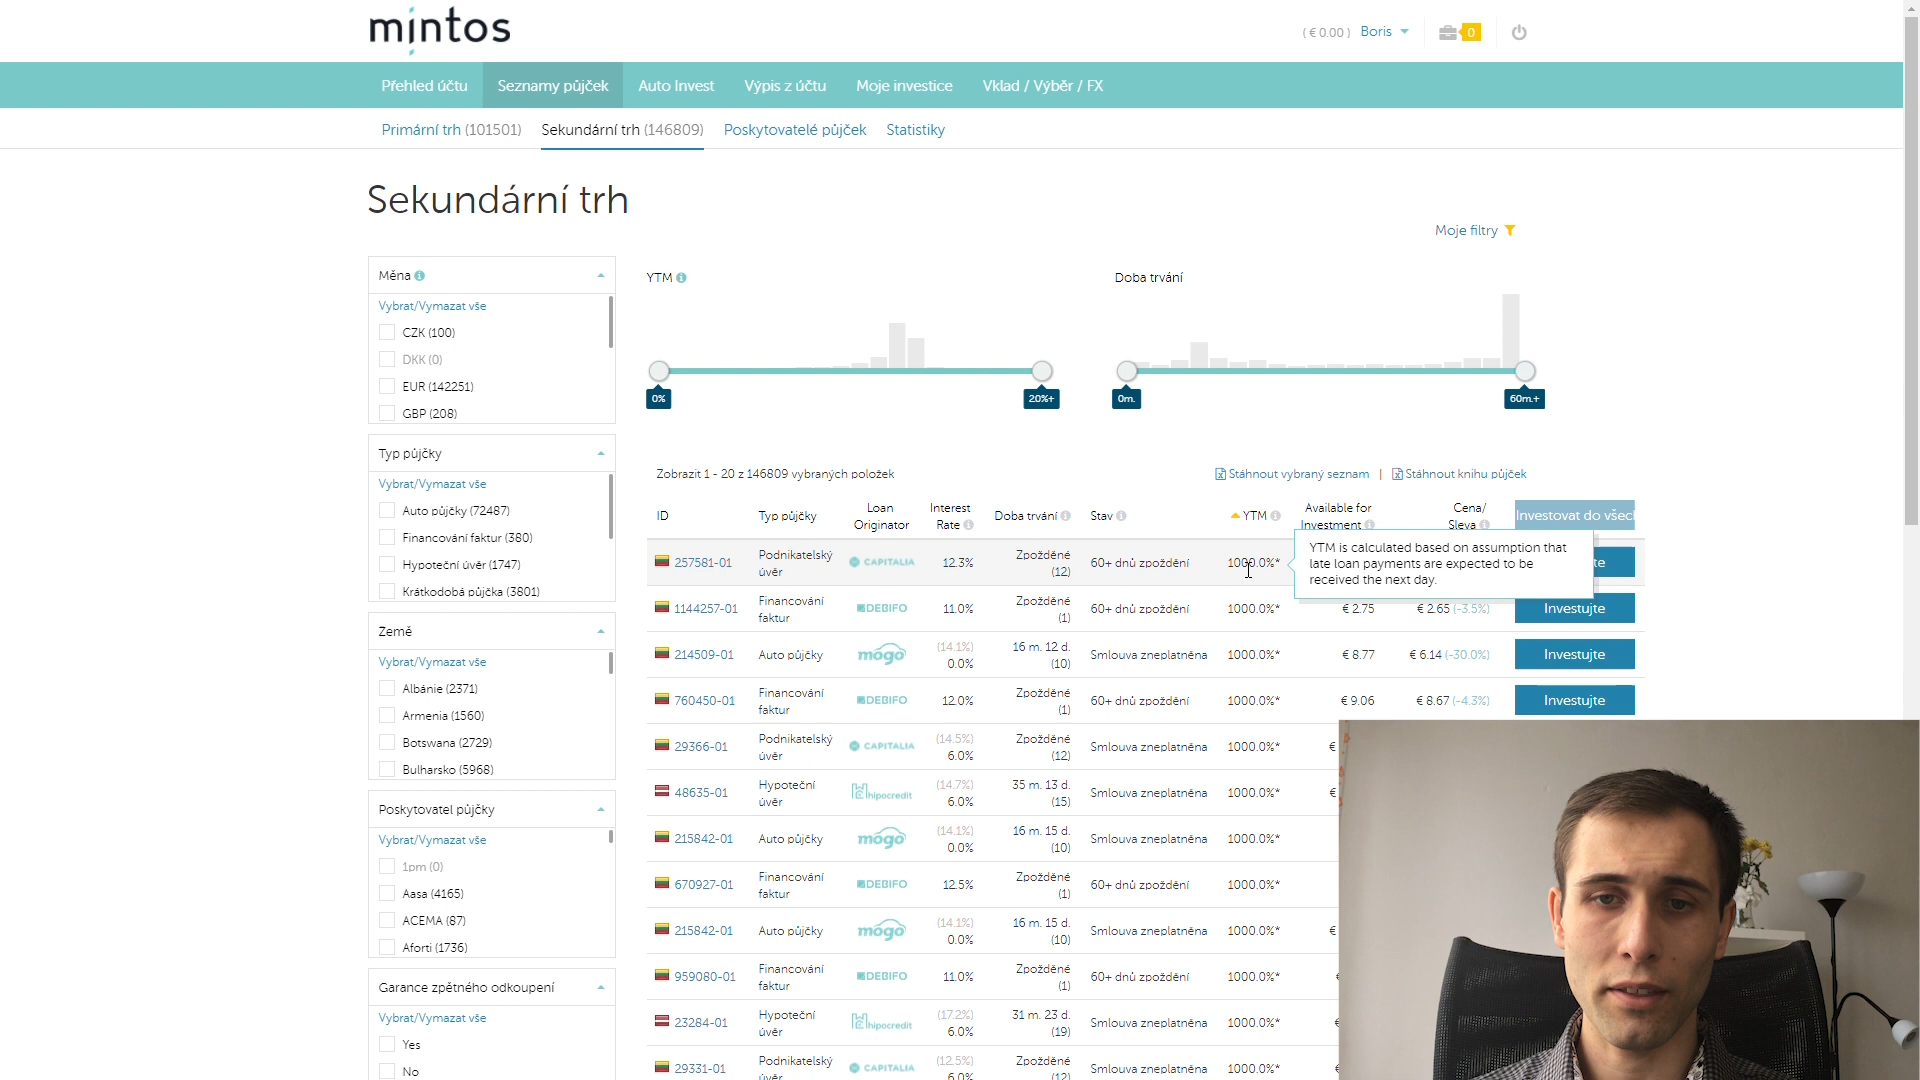 mintos
( € 0.00 ) Boris 0
Přehled účtu Seznamy půjček Auto Invest Výpis z účtu Moje investice Vklad / Výběr / FX
Primární trh (101501) Sekundární trh (146809) Poskytovatelé půjček Statistiky
Sekundární trh
Moje filtry
Měna
Vybrat/Vymazat vše
CZK (100)
DKK (0)
EUR (142251)
GBP (208)
Typ půjčky
Vybrat/Vymazat vše
Auto půjčky (72487)
Financování faktur (380)
Hypoteční úvěr (1747)
Krátkodobá půjčka (3801)
Země
Vybrat/Vymazat vše
Albánie (2371)
Armenia (1560)
Botswana (2729)
Bulharsko (5968)
Poskytovatel půjčky
Vybrat/Vymazat vše
1pm (0)
Aasa (4165)
ACEMA (87)
Aforti (1736)
Garance zpětného odkoupení
Vybrat/Vymazat vše
Yes
No
YTM
0% 20%+
Doba trvání
0m. 60m.+
Zobrazit 1 - 20 z 146809 vybraných položek
Stáhnout vybraný seznam | Stáhnout knihu půjček
ID Typ půjčky Loan Originator Interest Rate Doba trvání Stav YTM Available for Investment Cena/ Sleva Investovat do všech
YTM is calculated based on assumption that
late loan payments are expected to be
received the next day.
257581-01 Podnikatelský úvěr CAPITALIA 12.3% Zpožděné (12) 60+ dnů zpoždění 1000.0%* te
1144257-01 Financování faktur DEBIFO 11.0% Zpožděné (1) 60+ dnů zpoždění 1000.0%* € 2.75 € 2.65 (-3.5%) Investujte
214509-01 Auto půjčky mogo (14.1%) 0.0% 16 m. 12 d. (10) Smlouva zneplatněna 1000.0%* € 8.77 € 6.14 (-30.0%) Investujte
760450-01 Financování faktur DEBIFO 12.0% Zpožděné (1) 60+ dnů zpoždění 1000.0%* € 9.06 € 8.67 (-4.3%) Investujte
29366-01 Podnikatelský úvěr CAPITALIA (14.5%) 6.0% Zpožděné (12) Smlouva zneplatněna 1000.0%* €
48635-01 Hypoteční úvěr hipocredit (14.7%) 6.0% 35 m. 13 d. (15) Smlouva zneplatněna 1000.0%* €
215842-01 Auto půjčky mogo (14.1%) 0.0% 16 m. 15 d. (10) Smlouva zneplatněna 1000.0%*
670927-01 Financování faktur DEBIFO 12.5% Zpožděné (1) 60+ dnů zpoždění 1000.0%*
215842-01 Auto půjčky mogo (14.1%) 0.0% 16 m. 15 d. (10) Smlouva zneplatněna 1000.0%* €
959080-01 Financování faktur DEBIFO 11.0% Zpožděné (1) 60+ dnů zpoždění 1000.0%* €
23284-01 Hypoteční úvěr hipocredit (17.2%) 6.0% 31 m. 23 d. (19) Smlouva zneplatněna 1000.0%* €
29331-01 Podnikatelský úvěr CAPITALIA (12.5%) 6.0% Zpožděné (12) Smlouva zneplatněna 1000.0%* €